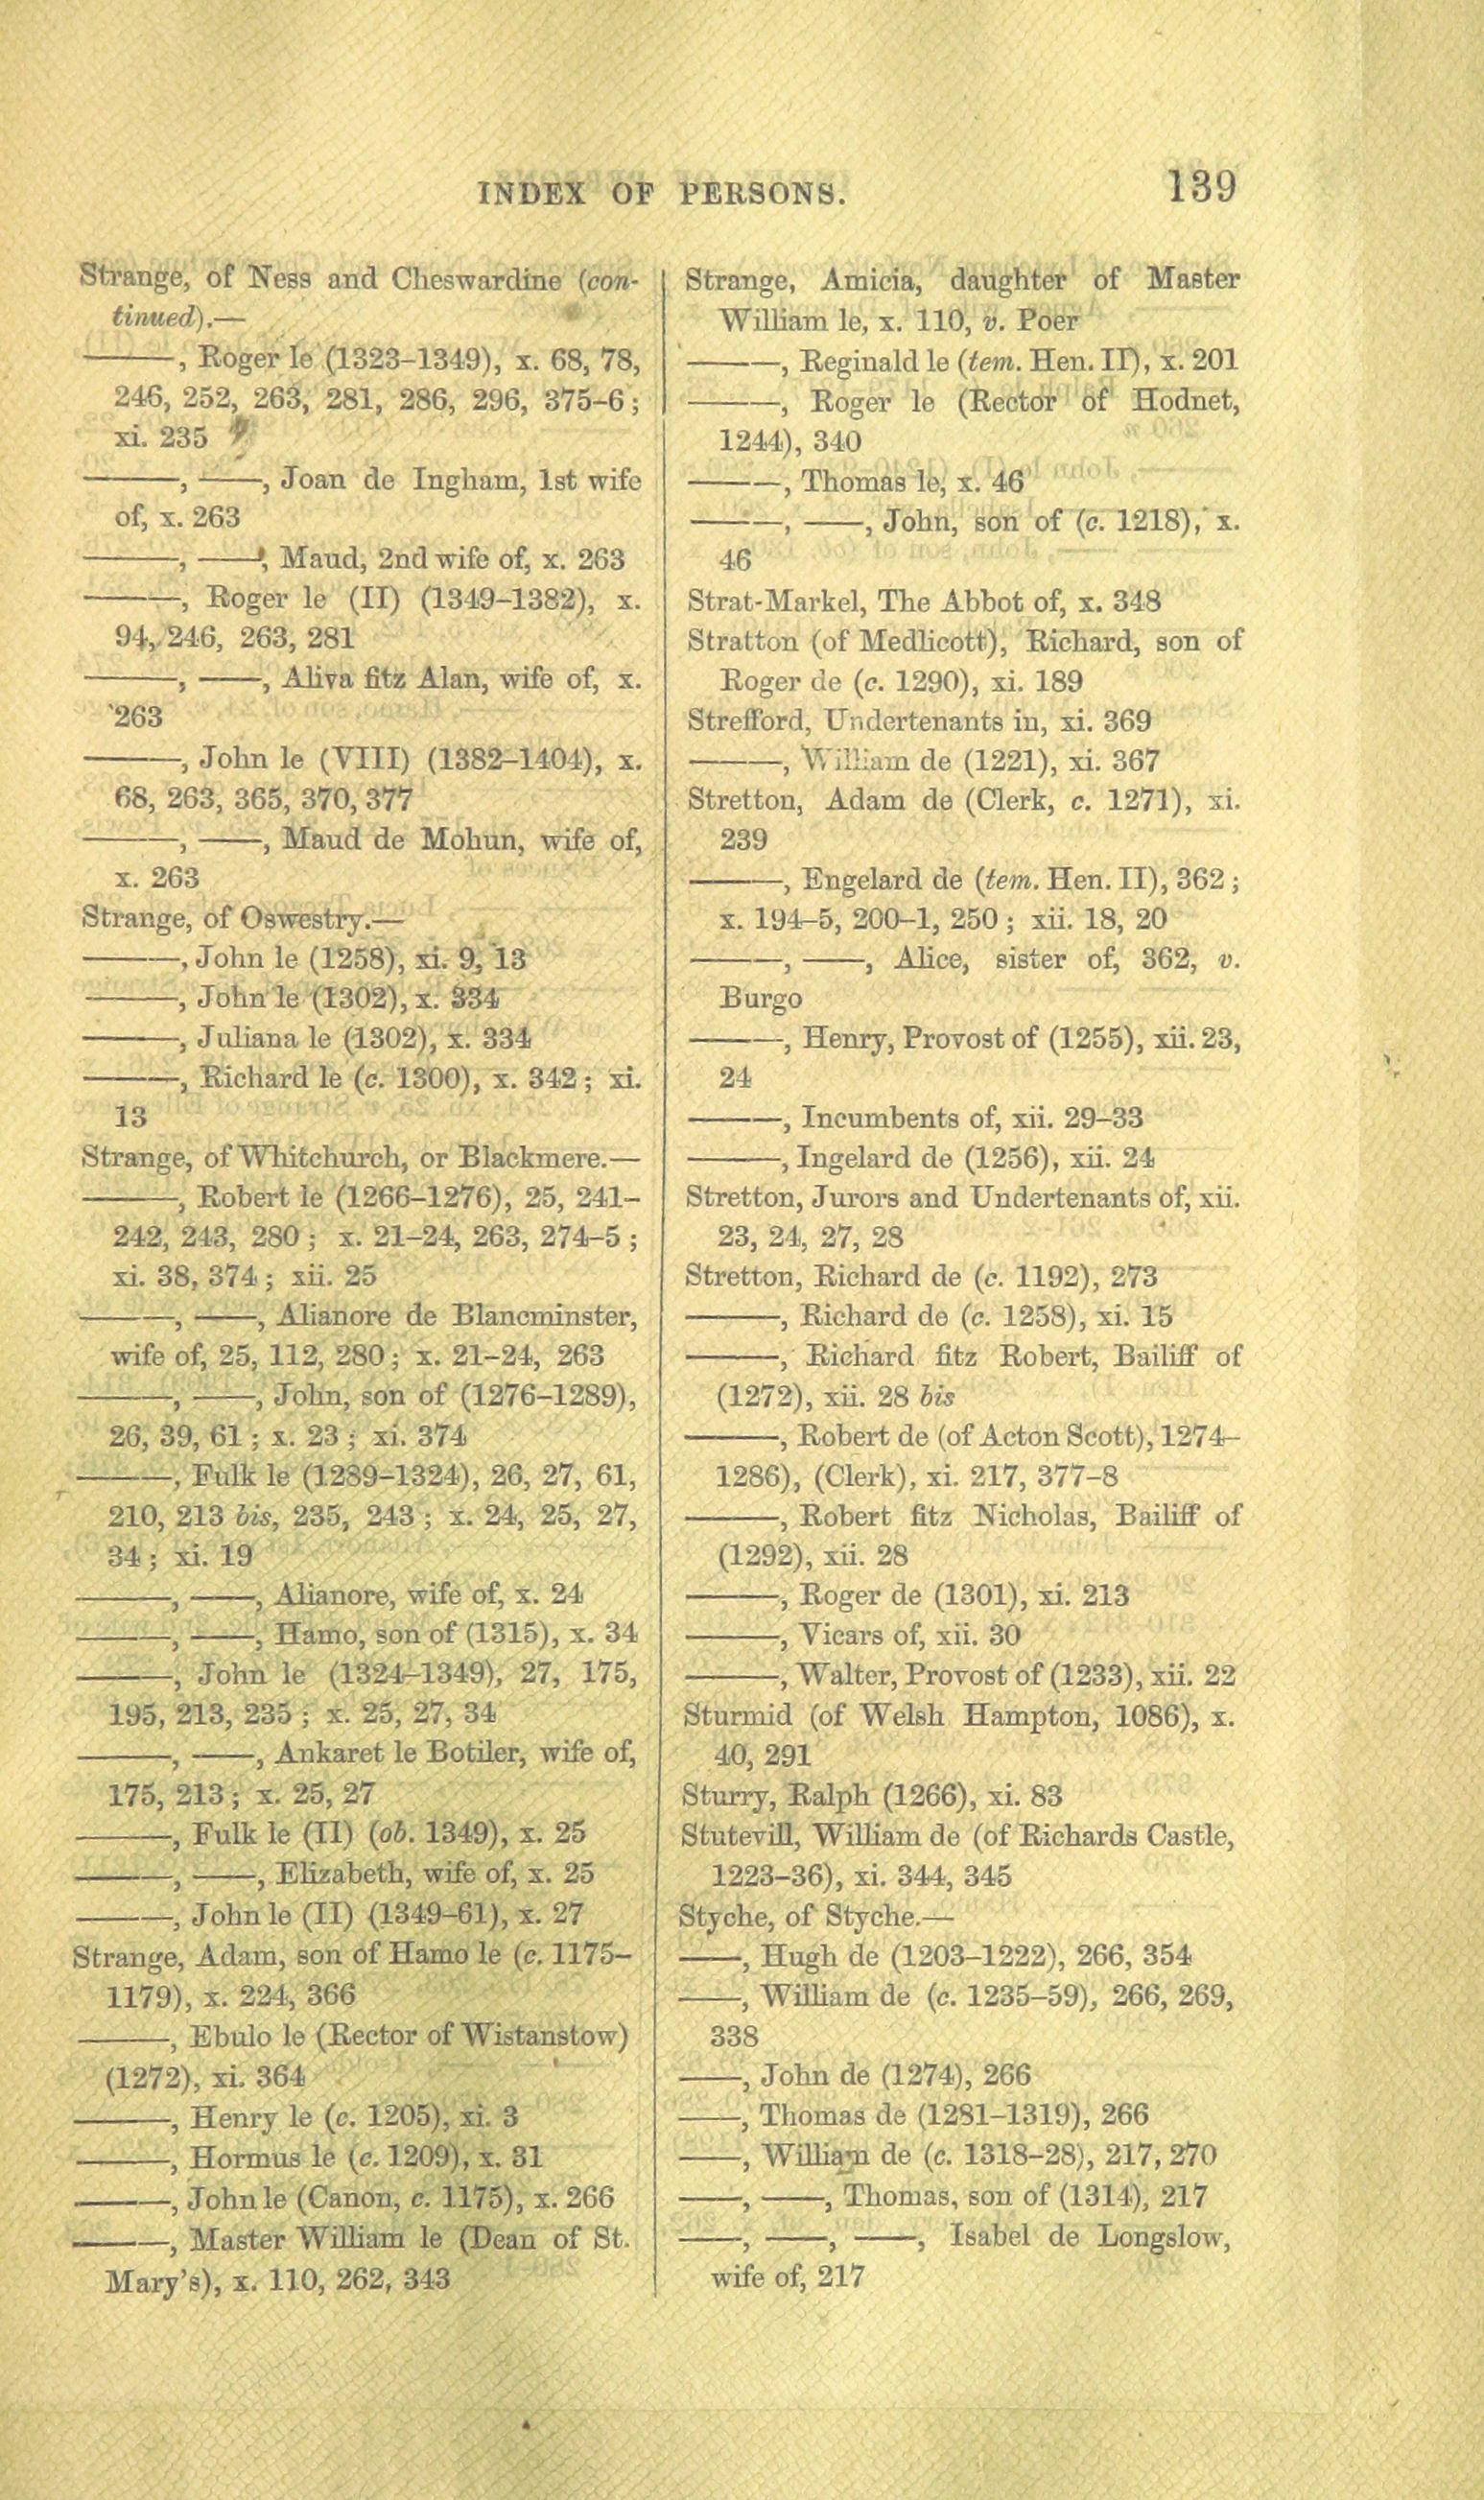 INDEX OF PERSONS. 139
Strange, of Ness and Cheswardine (con-
tinued).—
———, Roger le (1323–1349), x. 68, 78,
246, 252, 263, 281, 286, 296, 375–6;
xi. 235
———, ——, Joan de Ingham, 1st wife
of, x. 263
———, ——, Maud, 2nd wife of, x. 263
———, Roger le (II) (1349–1382), x.
94, 246, 263, 281
———, ——, Aliva fitz Alan, wife of, x.
263
———, John le (VIII) (1382–1404), x.
68, 263, 365, 370, 377
———, ——, Maud de Mohun, wife of,
x. 263
Strange, of Oswestry.—
———, John le (1258), xi. 9, 13
———, John le (1302), x. 334
———, Juliana le (1302), x. 334
———, Richard le (c. 1300), x. 342; xi.
13
Strange, of Whitchurch, or Blackmere.—
———, Robert le (1266–1276), 25, 241–
242, 243, 280; x. 21–24, 263, 274–5;
xi. 38, 374; xii. 25
———, ——, Alianore de Blancminster,
wife of, 25, 112, 280; x. 21–24, 263
———, ——, John, son of (1276–1289),
26, 39, 61; x. 23; xi. 374
———, Fulk le (1289–1324), 26, 27, 61,
210, 213 bis, 235, 243; x. 24, 25, 27,
34; xi. 19
———, ——, Alianore, wife of, x. 24
———, ——, Hamo, son of (1315), x. 34
———, John le (1324–1349), 27, 175,
195, 213, 235; x. 25, 27, 34
———, ——, Ankaret le Botiler, wife of,
175, 213; x. 25, 27
———, Fulk le (II) (ob. 1349), x. 25
———, ——, Elizabeth, wife of, x. 25
———, John le (II) (1349–61), x. 27
Strange, Adam, son of Hamo le (c. 1175–
1179), x. 224, 366
———, Ebulo le (Rector of Wistanstow)
(1272), xi. 364
———, Henry le (c. 1205), xi. 3
———, Hormus le (c. 1209), x. 31
———, John le (Canon, c. 1175), x. 266
———, Master William le (Dean of St.
Mary's), x. 110, 262, 343
Strange, Amicia, daughter of Master
William le, x. 110, v. Poer
———, Reginald le (tem. Hen. II), x. 201
———, Roger le (Rector of Hodnet,
1244), 340
———, Thomas le, x. 46
———, ——, John, son of (c. 1218), x.
46
Strat-Markel, The Abbot of, x. 348
Stratton (of Medlicott), Richard, son of
Roger de (c. 1290), xi. 189
Strefford, Undertenants in, xi. 369
———, William de (1221), xi. 367
Stretton, Adam de (Clerk, c. 1271), xi.
239
———, Engelard de (tem. Hen. II), 362;
x. 194–5, 200–1, 250; xii. 18, 20
———, ——, Alice, sister of, 362, v.
Burgo
———, Henry, Provost of (1255), xii. 23,
24
———, Incumbents of, xii. 29–33
———, Ingelard de (1256), xii. 24
Stretton, Jurors and Undertenants of, xii.
23, 24, 27, 28
Stretton, Richard de (c. 1192), 273
———, Richard de (c. 1258), xi. 15
———, Richard fitz Robert, Bailiff of
(1272), xii. 28 bis
———, Robert de (of Acton Scott), 1274–
1286), (Clerk), xi. 217, 377–8
———, Robert fitz Nicholas, Bailiff of
(1292), xii. 28
———, Roger de (1301), xi. 213
———, Vicars of, xii. 30
———, Walter, Provost of (1233), xii. 22
Sturmid (of Welsh Hampton, 1086), x.
40, 291
Sturry, Ralph (1266), xi. 83
Stutevill, William de (of Richards Castle,
1223–36), xi. 344, 345
Styche, of Styche.—
——, Hugh de (1203–1222), 266, 354
——, William de (c. 1235–59), 266, 269,
338
——, John de (1274), 266
——, Thomas de (1281–1319), 266
——, William de (c. 1318–28), 217, 270
——, ——, Thomas, son of (1314), 217
——, ——, ——, Isabel de Longslow,
wife of, 217